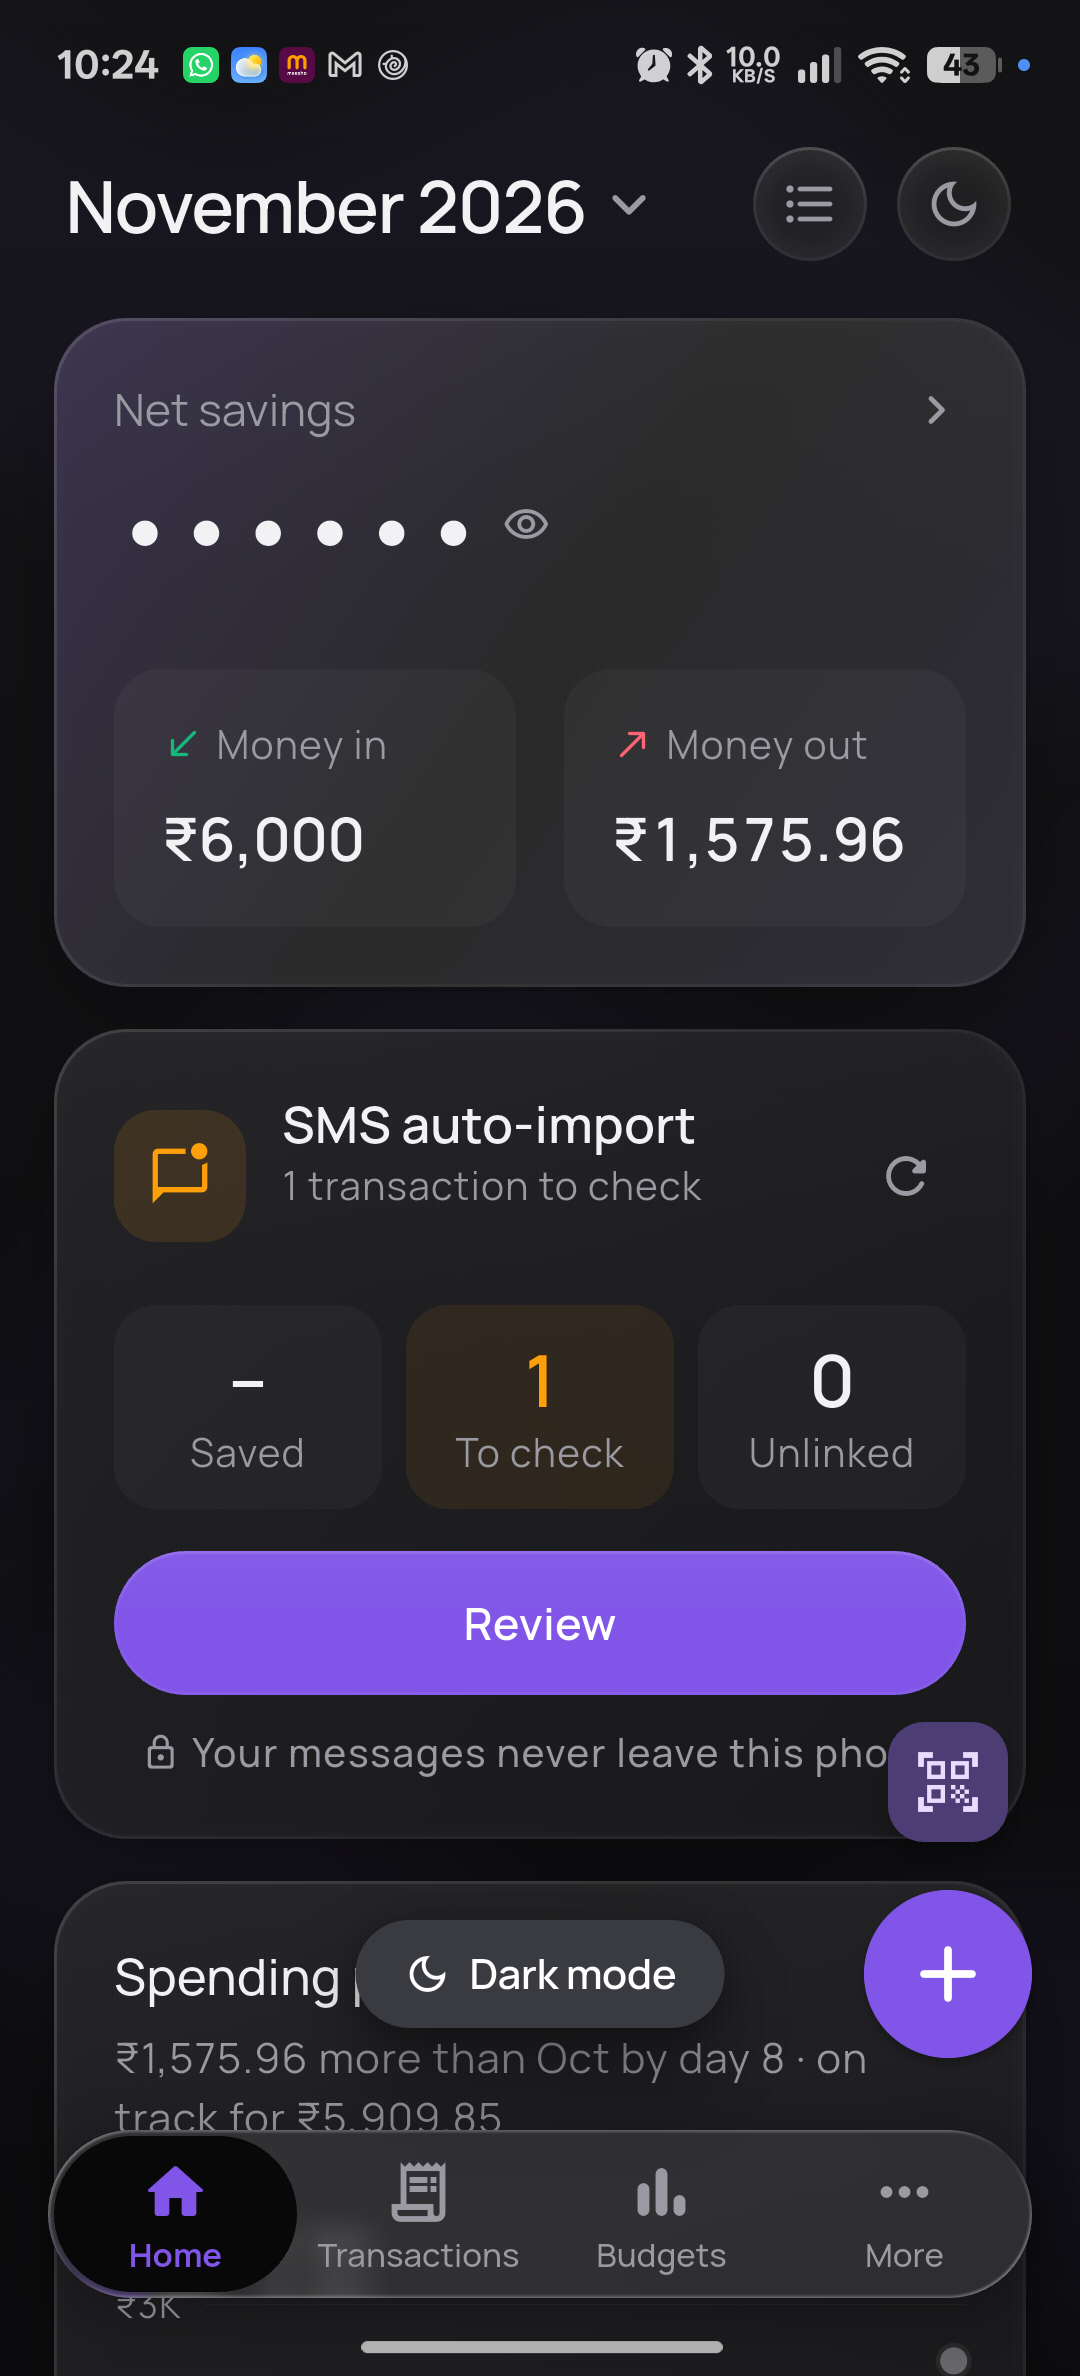 10:24
meesho
10.0
KB/S
43
November 2026
Net savings
Money in
₹6,000
Money out
₹1,575.96
SMS auto-import
1 transaction to check
–
Saved
1
To check
0
Unlinked
Review
Your messages never leave this pho
Spending
Dark mode
₹1,575.96 more than Oct by day 8 · on
track for ₹5,909.85
Home
Transactions
Budgets
More
₹3K